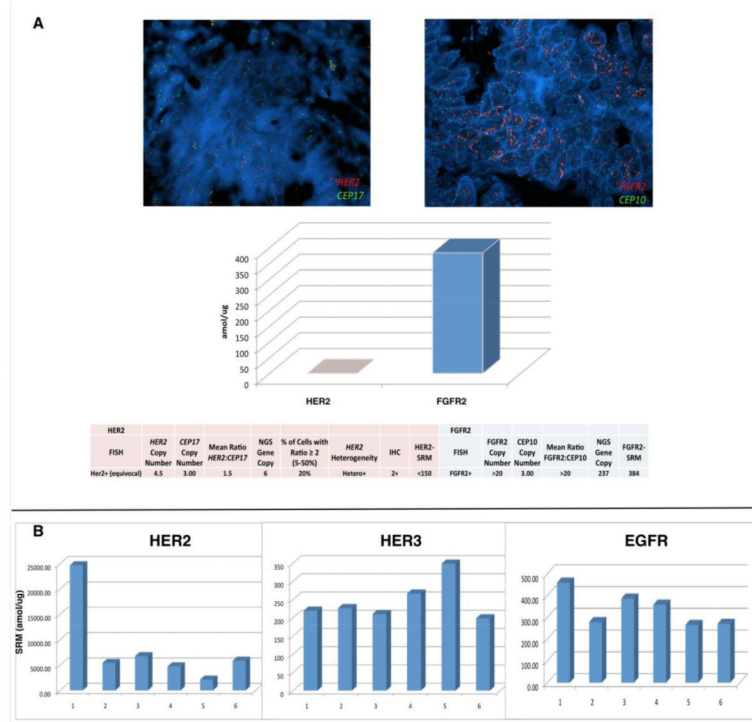 A
HER2
CEP17
FGFR2
CEP10
400
350
300
250
200
150
100
50
0
amol/ug
HER2 FGFR2
HER2 FGFR2
FISH HER2 Copy Number CEP17 Copy Number Mean Ratio HER2:CEP17 NGS Gene Copy % of Cells with Ratio ≥ 2 (5-50%) HER2 Heterogeneity IHC HER2-SRM FISH FGFR2 Copy Number CEP10 Copy Number Mean Ratio FGFR2:CEP10 NGS Gene Copy FGFR2-SRM
Her2+ (equivocal) 4.5 3.00 1.5 6 20% Hetero+ 2+ <150 FGFR2+ >20 3.00 >20 237 384
B
HER2
SRM (amol/ug)
25000.00
20000.00
15000.00
10000.00
5000.00
0.00
1 2 3 4 5 6
HER3
350
300
250
200
150
100
50
0
1 2 3 4 5 6
EGFR
500.00
400.00
300.00
200.00
100.00
0.00
1 2 3 4 5 6